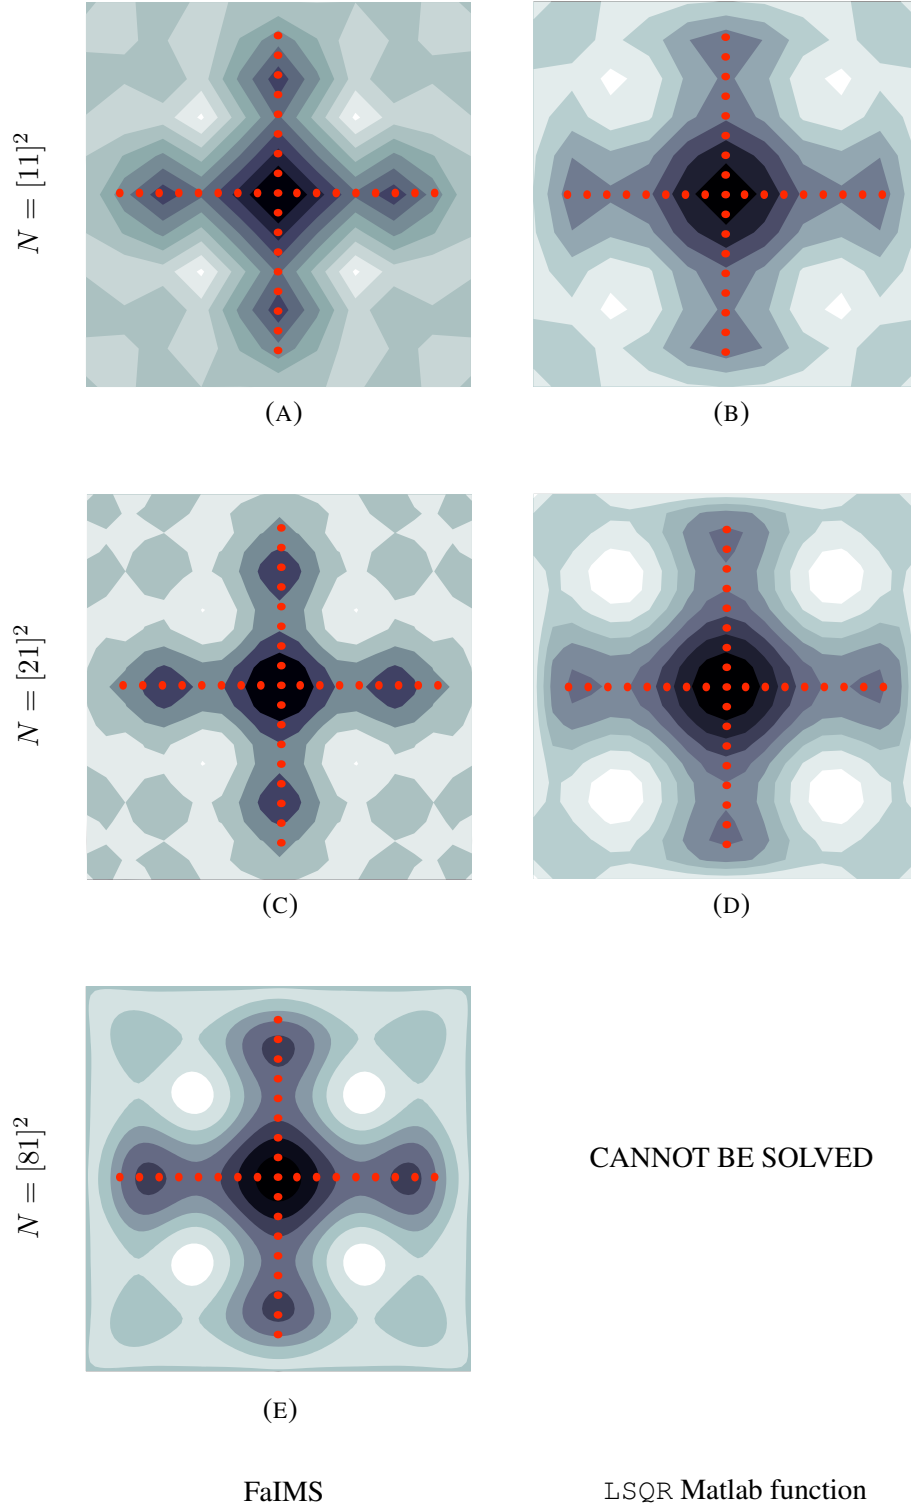 N = [11]²
(A)
(B)
N = [21]²
(C)
(D)
N = [81]²
CANNOT BE SOLVED
(E)
FaIMS
LSQR Matlab function